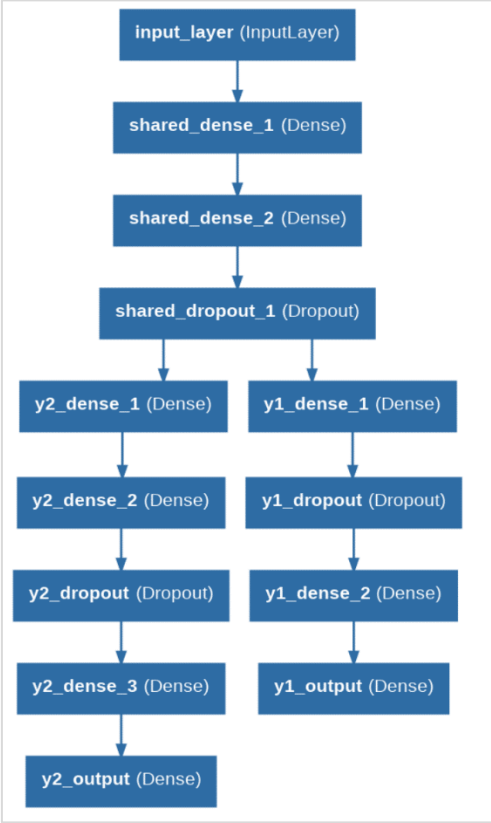 input_layer (InputLayer)
shared_dense_1 (Dense)
shared_dense_2 (Dense)
shared_dropout_1 (Dropout)
y2_dense_1 (Dense)
y1_dense_1 (Dense)
y2_dense_2 (Dense)
y1_dropout (Dropout)
y2_dropout (Dropout)
y1_dense_2 (Dense)
y2_dense_3 (Dense)
y1_output (Dense)
y2_output (Dense)